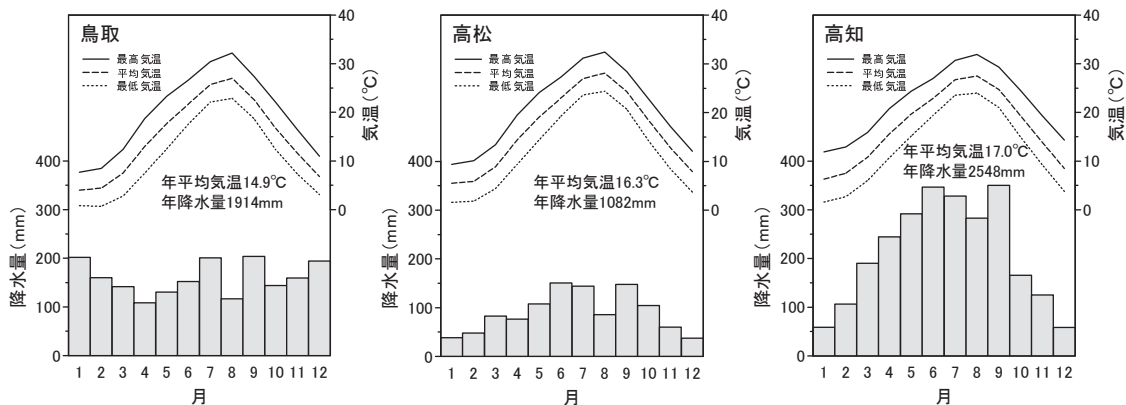 鳥取
最高気温
平均気温
最低気温
年平均気温14.9℃
年降水量1914mm
40
30
20
10
0
気温(℃)
400
300
200
100
0
降水量(mm)
1 2 3 4 5 6 7 8 9 10 11 12
月
高松
最高気温
平均気温
最低気温
年平均気温16.3℃
年降水量1082mm
40
30
20
10
0
気温(℃)
400
300
200
100
0
降水量(mm)
1 2 3 4 5 6 7 8 9 10 11 12
月
高知
最高気温
平均気温
最低気温
年平均気温17.0℃
年降水量2548mm
40
30
20
10
0
気温(℃)
400
300
200
100
0
降水量(mm)
1 2 3 4 5 6 7 8 9 10 11 12
月